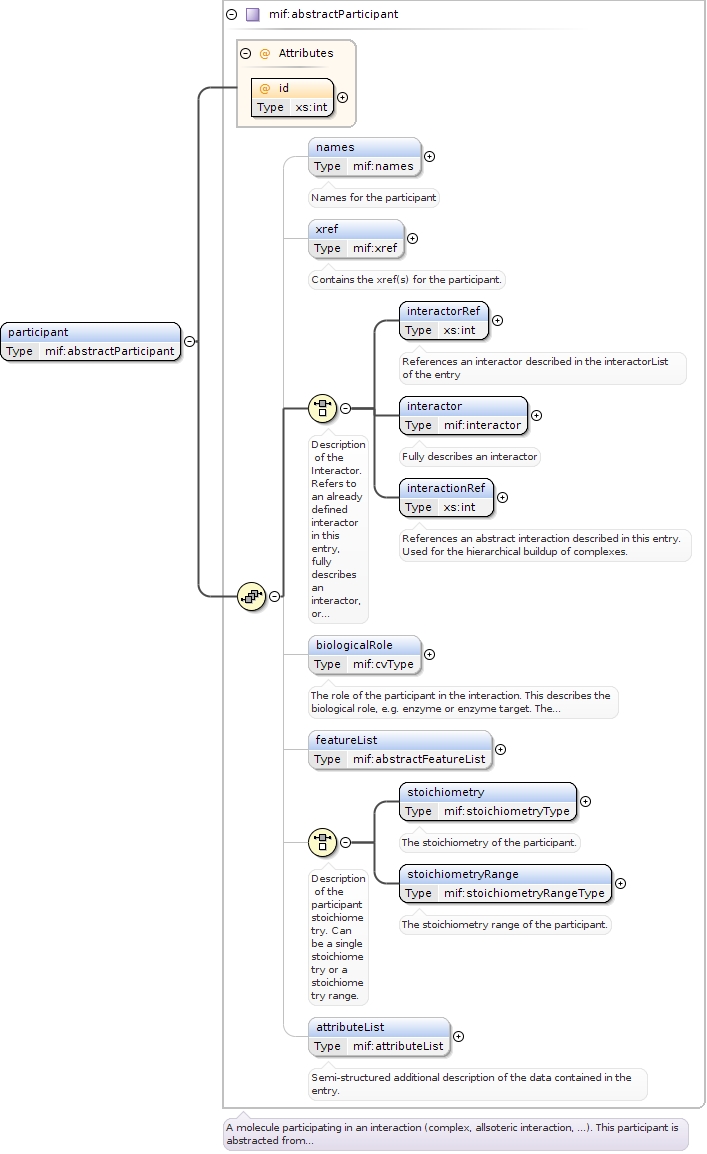 mif:abstractParticipant
@ Attributes
@ id
Type xs:int
names
Type mif:names
Names for the participant
xref
Type mif:xref
Contains the xref(s) for the participant.
interactorRef
Type xs:int
References an interactor described in the interactorList
of the entry
participant
Type mif:abstractParticipant
interactor
Type mif:interactor
Fully describes an interactor
Description
of the
Interactor.
Refers to
an already
defined
interactor
in this
entry,
fully
describes
an
interactor,
or...
interactionRef
Type xs:int
References an abstract interaction described in this entry.
Used for the hierarchical buildup of complexes.
biologicalRole
Type mif:cvType
The role of the participant in the interaction. This describes the
biological role, e.g. enzyme or enzyme target. The...
featureList
Type mif:abstractFeatureList
stoichiometry
Type mif:stoichiometryType
The stoichiometry of the participant.
stoichiometryRange
Type mif:stoichiometryRangeType
The stoichiometry range of the participant.
Description
of the
participant
stoichiome
try. Can
be a single
stoichiome
try or a
stoichiome
try range.
attributeList
Type mif:attributeList
Semi-structured additional description of the data contained in the
entry.
A molecule participating in an interaction (complex, allsoteric interaction, ...). This participant is
abstracted from...